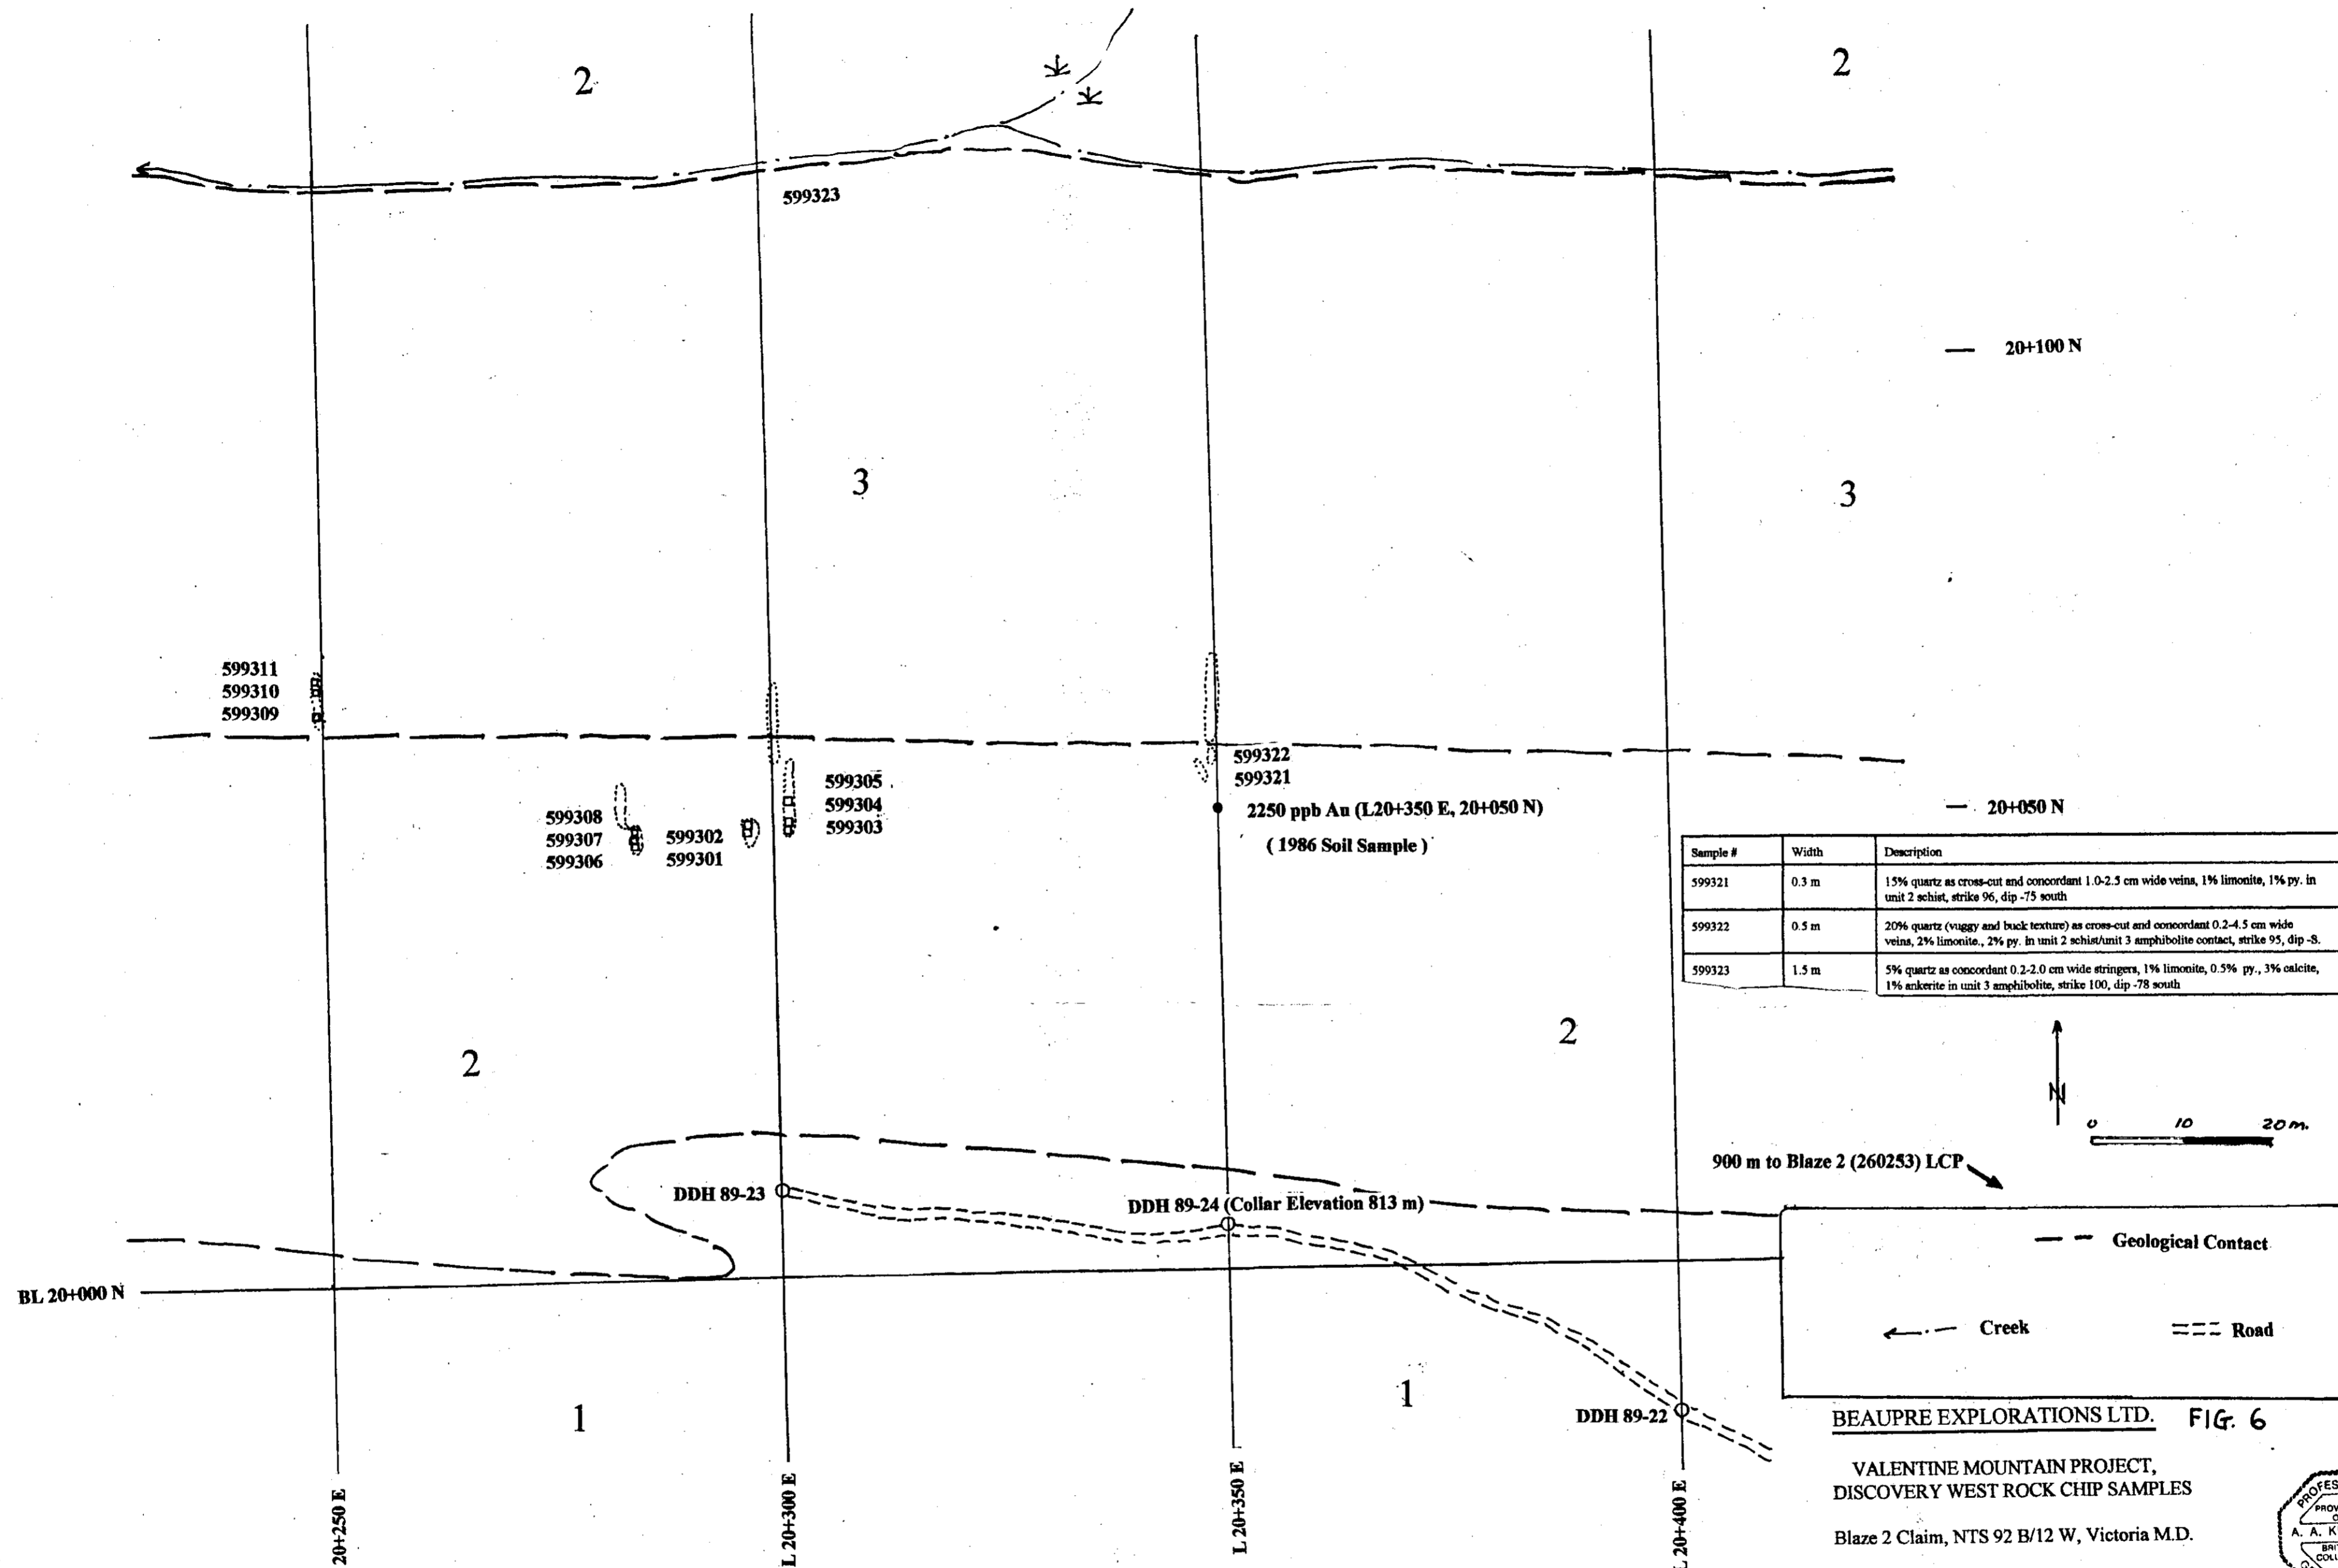 2
2
599323
20+100 N
3
3
599311
599310
599309
599322
599321
599305
599304
599303
2250 ppb Au (L20+350 E, 20+050 N)
( 1986 Soil Sample )
20+050 N
599308
599307
599306
599302
599301
Sample # Width Description
599321 0.3 m 15% quartz as cross-cut and concordant 1.0-2.5 cm wide veins, 1% limonite, 1% py. in
unit 2 schist, strike 96, dip -75 south
599322 0.5 m 20% quartz (vuggy and buck texture) as cross-cut and concordant 0.2-4.5 cm wide
veins, 2% limonite., 2% py. in unit 2 schist/unit 3 amphibolite contact, strike 95, dip -S.
599323 1.5 m 5% quartz as concordant 0.2-2.0 cm wide stringers, 1% limonite, 0.5% py., 3% calcite,
1% ankerite in unit 3 amphibolite, strike 100, dip -78 south
2
2
N
0 10 20 m.
900 m to Blaze 2 (260253) LCP
DDH 89-23
DDH 89-24 (Collar Elevation 813 m)
Geological Contact
BL 20+000 N
Creek
Road
1
1
DDH 89-22
BEAUPRE EXPLORATIONS LTD. FIG. 6
VALENTINE MOUNTAIN PROJECT,
DISCOVERY WEST ROCK CHIP SAMPLES
Blaze 2 Claim, NTS 92 B/12 W, Victoria M.D.
20+250 E
L 20+300 E
L 20+350 E
L 20+400 E
A. A. K